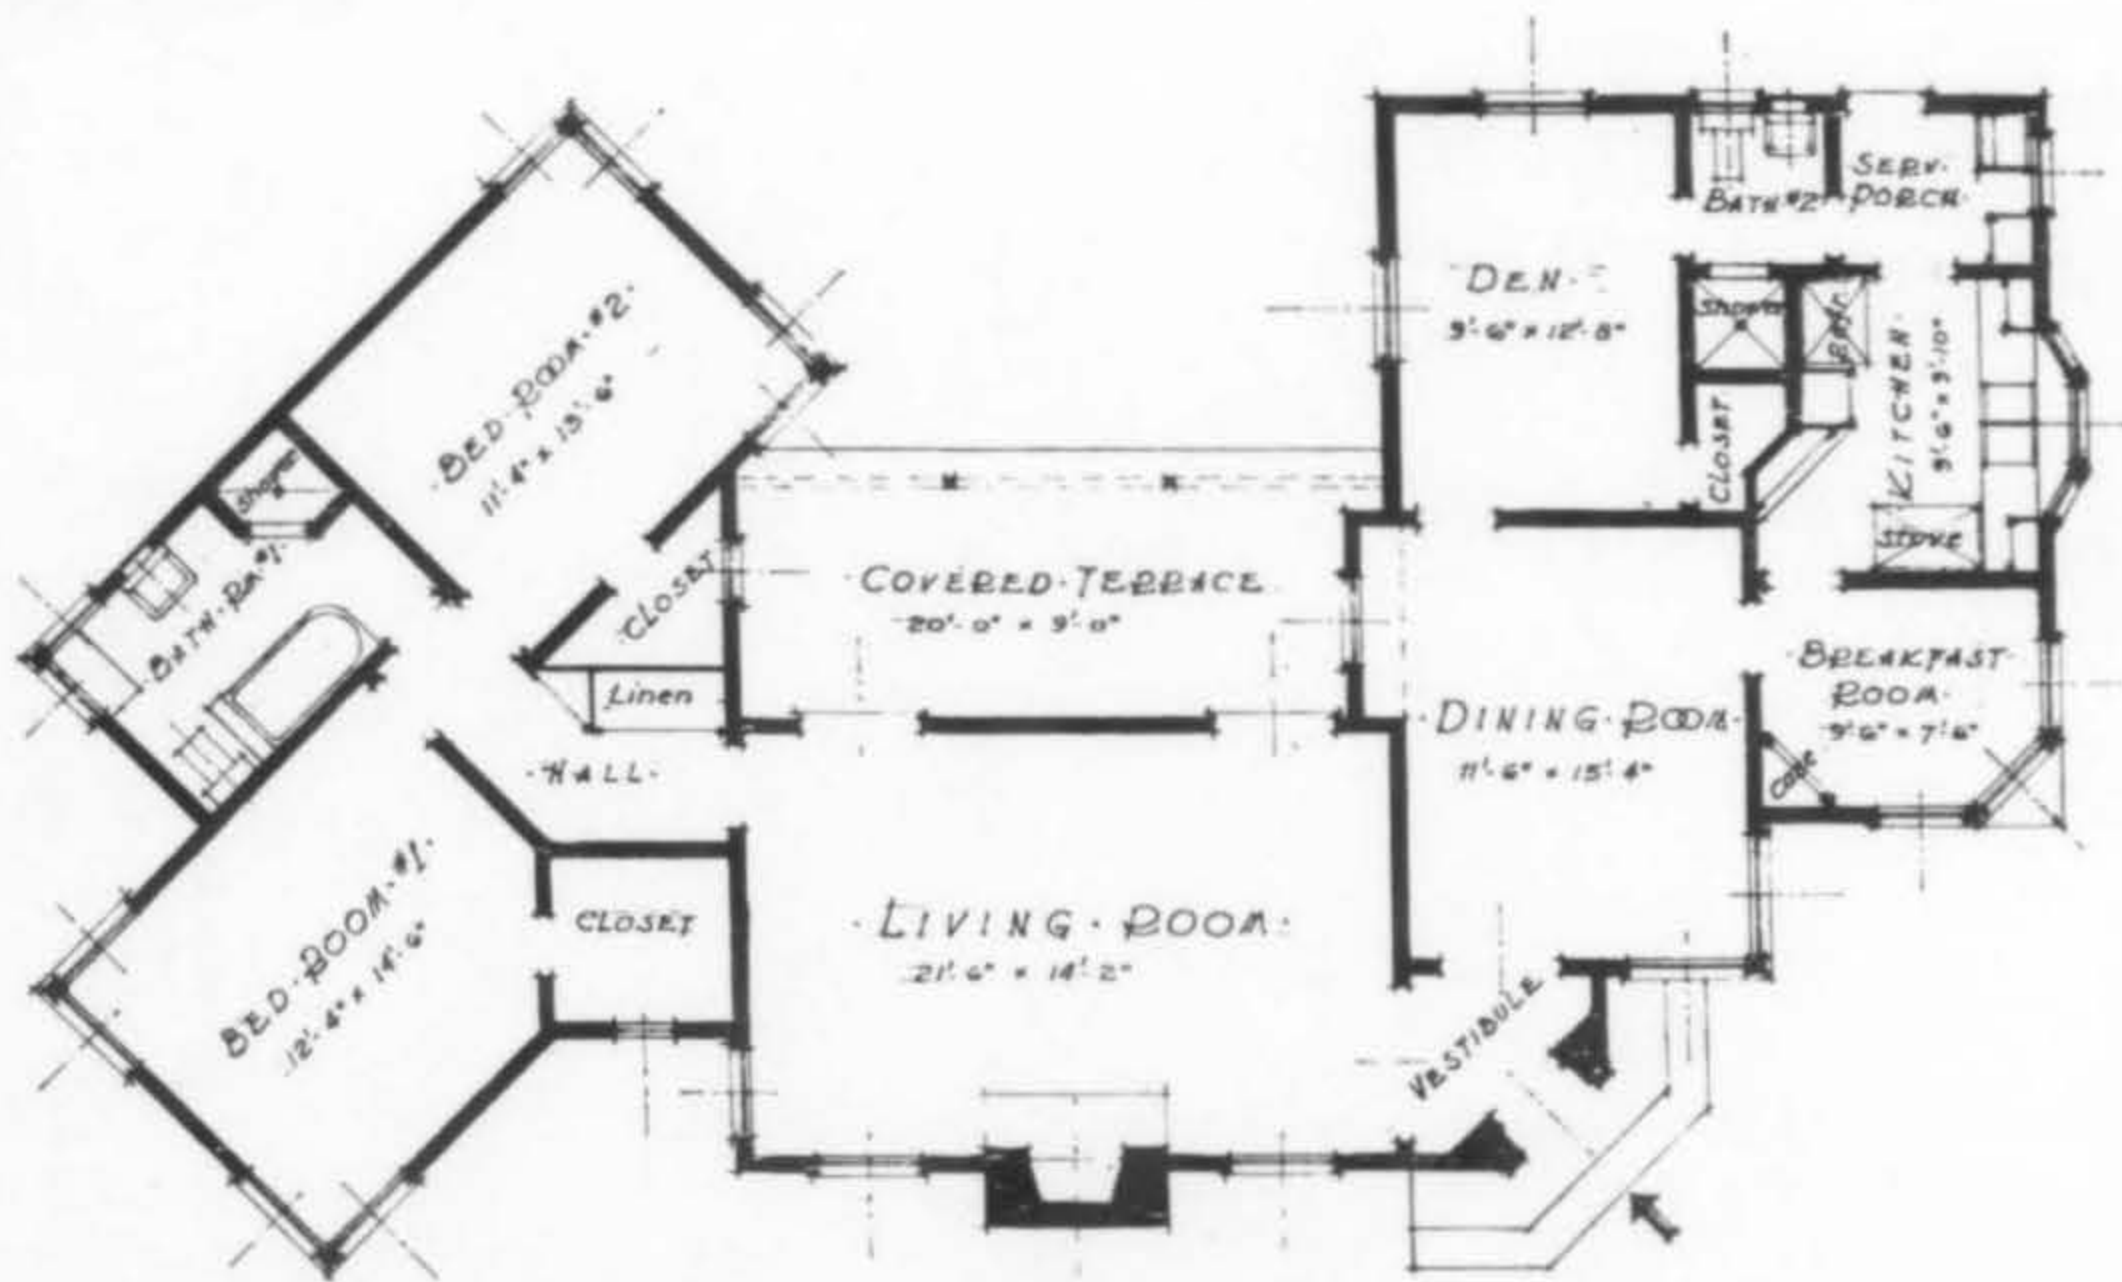 BED-ROOM-#2-
11'-4" x 13'-6"
Shower
BATH-RM #1-
CLOSET
Linen
-HALL-
BED-ROOM-#1-
12'-4" x 14'-6"
CLOSET
-COVERED-TERRACE
20'-0" x 9'-0"
-LIVING-ROOM-
21'-6" x 14'-2"
VESTIBULE
-DINING-ROOM-
11'-6" x 15'-4"
DEN-
9'-6" x 12'-8"
BATH #2
SERV-
PORCH-
Shower
CLOSET
KITCHEN-
9'-6" x 9'-10"
Stove
-BREAKFAST-
ROOM-
9'-6" x 7'-6"